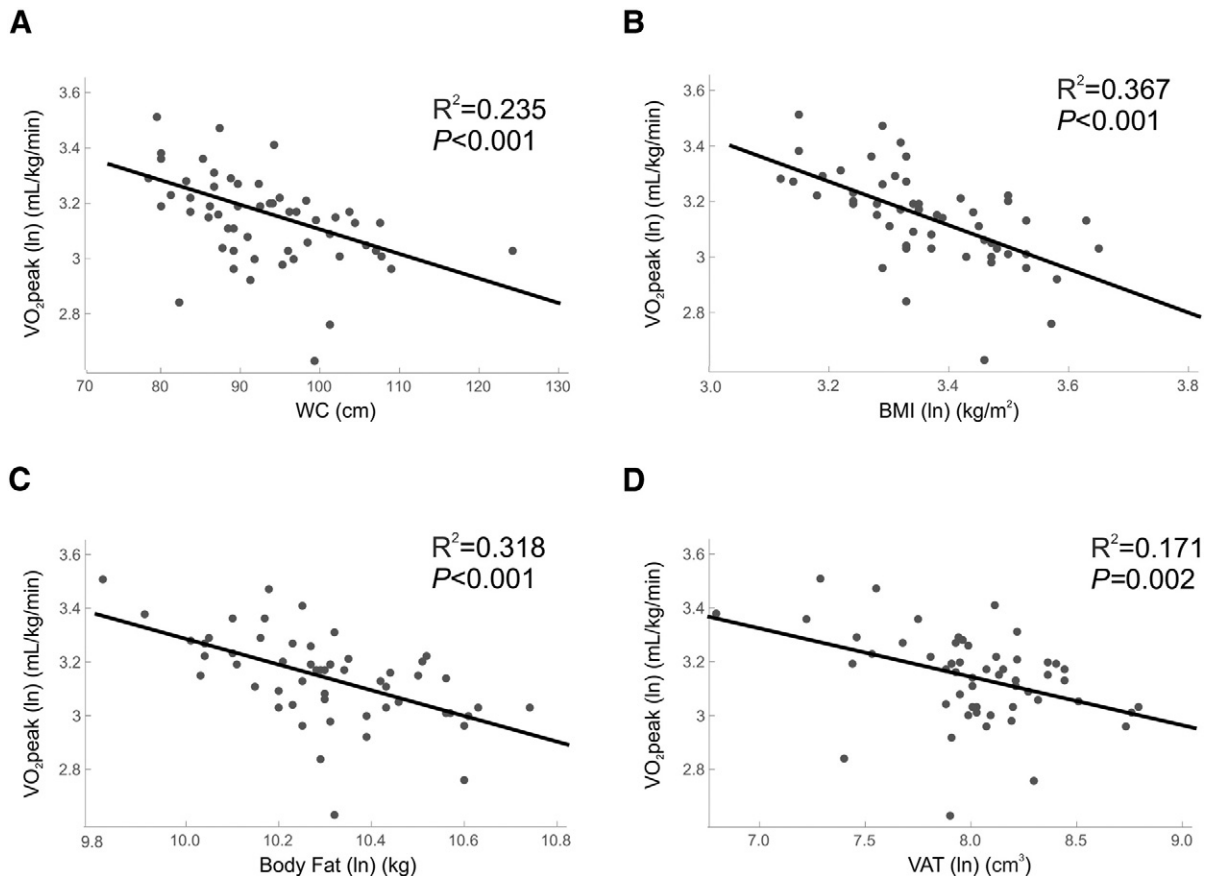 A
VO₂peak (ln) (mL/kg/min)
3.6
3.4
3.2
3
2.8
R²=0.235
P<0.001
70 80 90 100 110 120 130
WC (cm)
B
VO₂peak (ln) (mL/kg/min)
3.6
3.4
3.2
3
2.8
R²=0.367
P<0.001
3.0 3.2 3.4 3.6 3.8
BMI (ln) (kg/m²)
C
VO₂peak (ln) (mL/kg/min)
3.6
3.4
3.2
3
2.8
R²=0.318
P<0.001
9.8 10.0 10.2 10.4 10.6 10.8
Body Fat (ln) (kg)
D
VO₂peak (ln) (mL/kg/min)
3.6
3.4
3.2
3
2.8
R²=0.171
P=0.002
7.0 7.5 8.0 8.5 9.0
VAT (ln) (cm³)